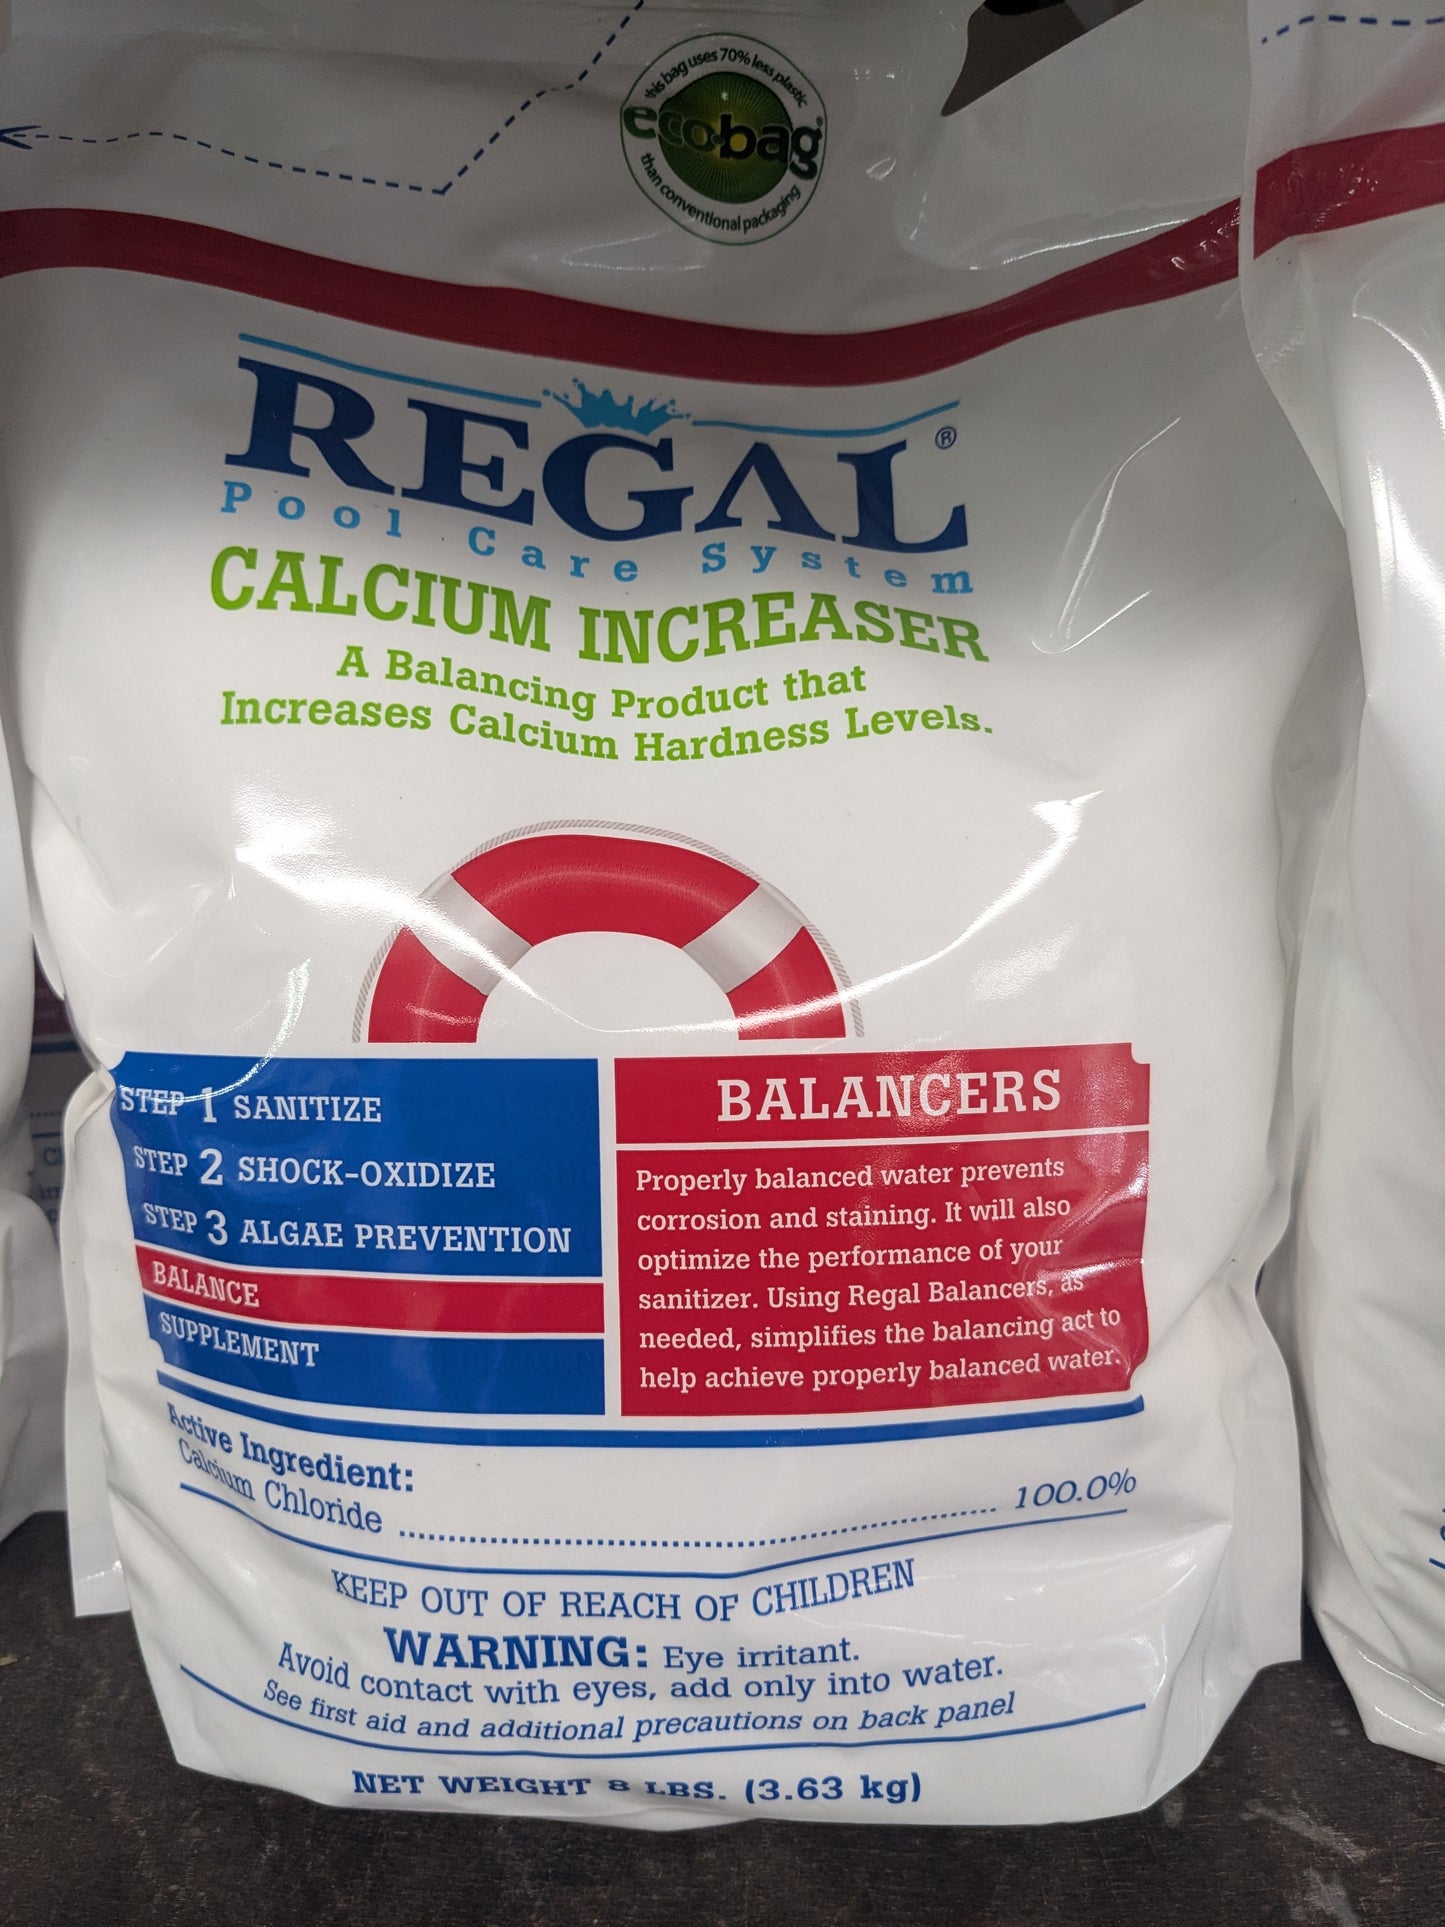 this bag uses 70% less plastic
eco·bag®
than conventional packaging
REGAL®
Pool Care System
CALCIUM INCREASER
A Balancing Product that
Increases Calcium Hardness Levels.
STEP 1 SANITIZE
STEP 2 SHOCK-OXIDIZE
STEP 3 ALGAE PREVENTION
BALANCE
SUPPLEMENT
BALANCERS
Properly balanced water prevents
corrosion and staining. It will also
optimize the performance of your
sanitizer. Using Regal Balancers, as
needed, simplifies the balancing act to
help achieve properly balanced water.
Active Ingredient:
Calcium Chloride ........................ 100.0%
KEEP OUT OF REACH OF CHILDREN
WARNING: Eye irritant.
Avoid contact with eyes, add only into water.
See first aid and additional precautions on back panel
NET WEIGHT 8 LBS. (3.63 kg)